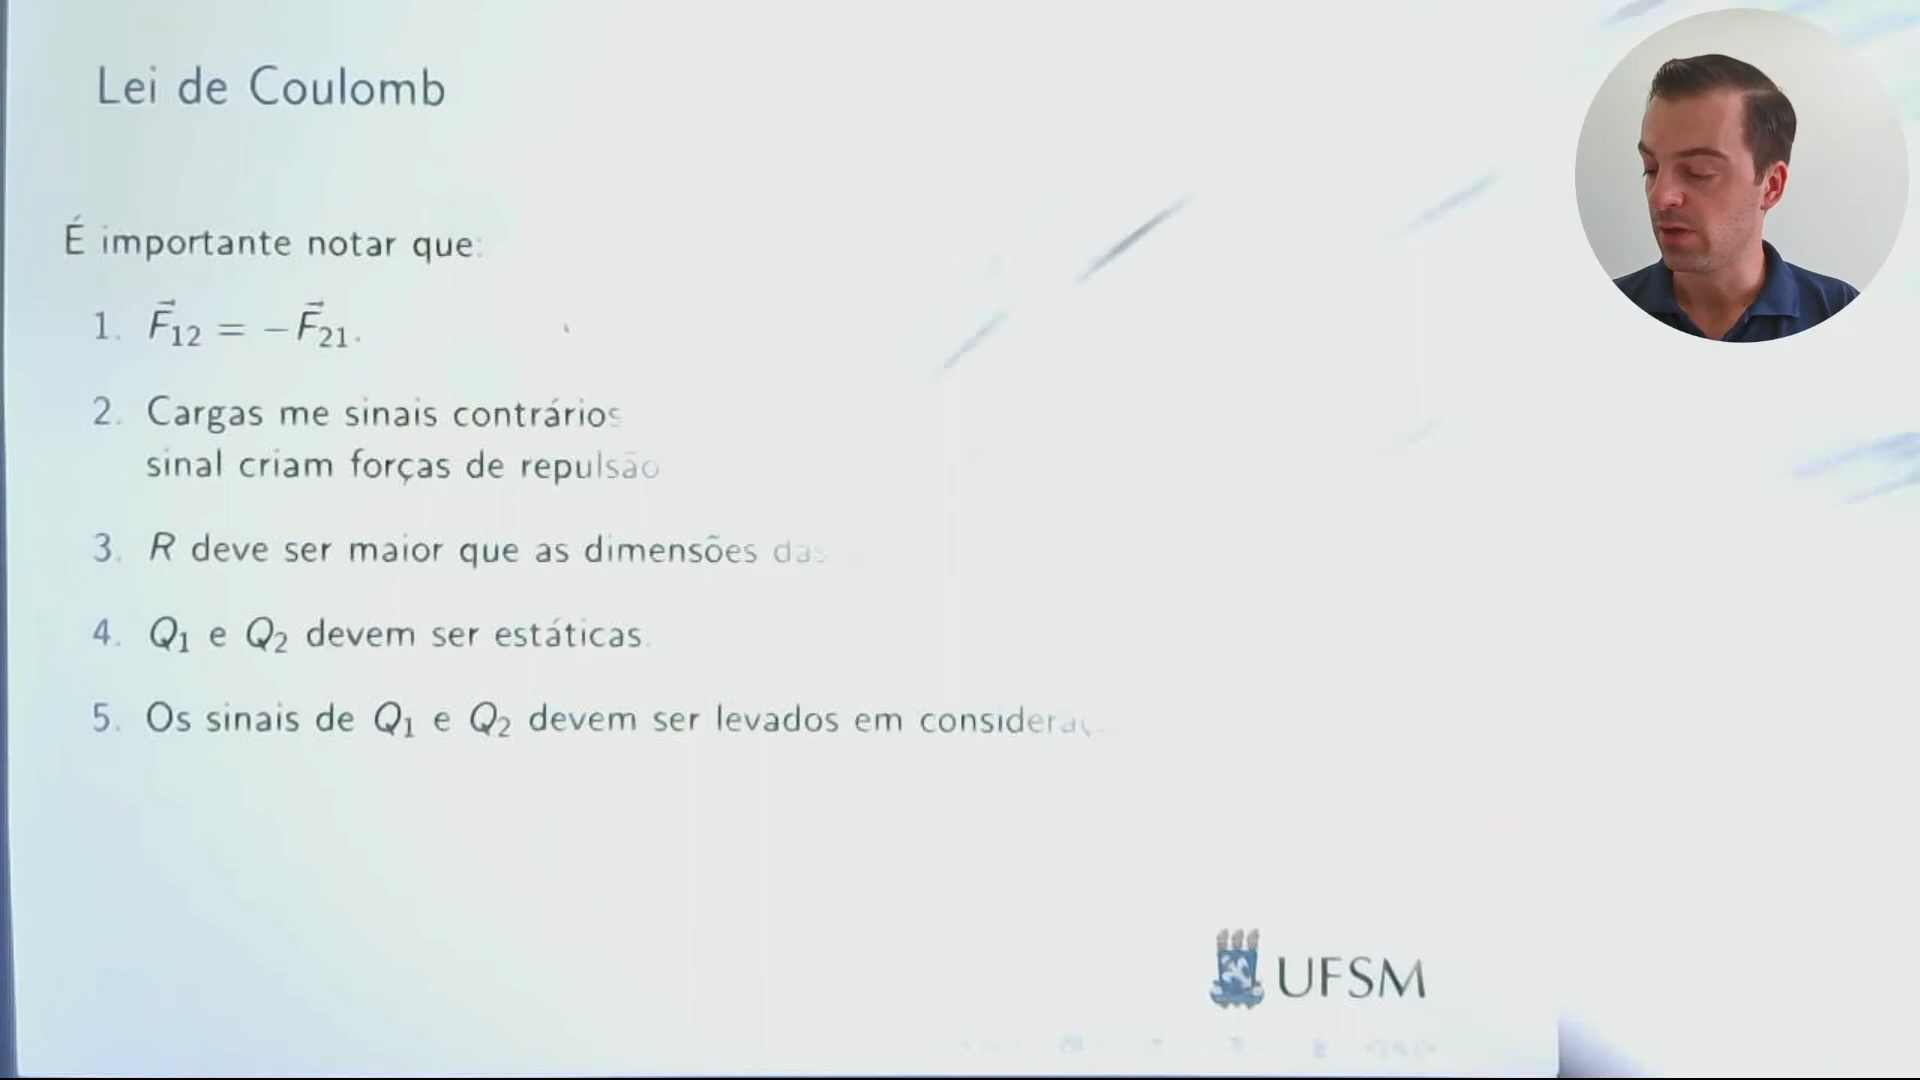 Lei de Coulomb
É importante notar que:
1. F⃗12 = −F⃗21.
2. Cargas me sinais contrários
sinal criam forças de repulsão
3. R deve ser maior que as dimensões das
4. Q1 e Q2 devem ser estáticas.
5. Os sinais de Q1 e Q2 devem ser levados em
UFSM